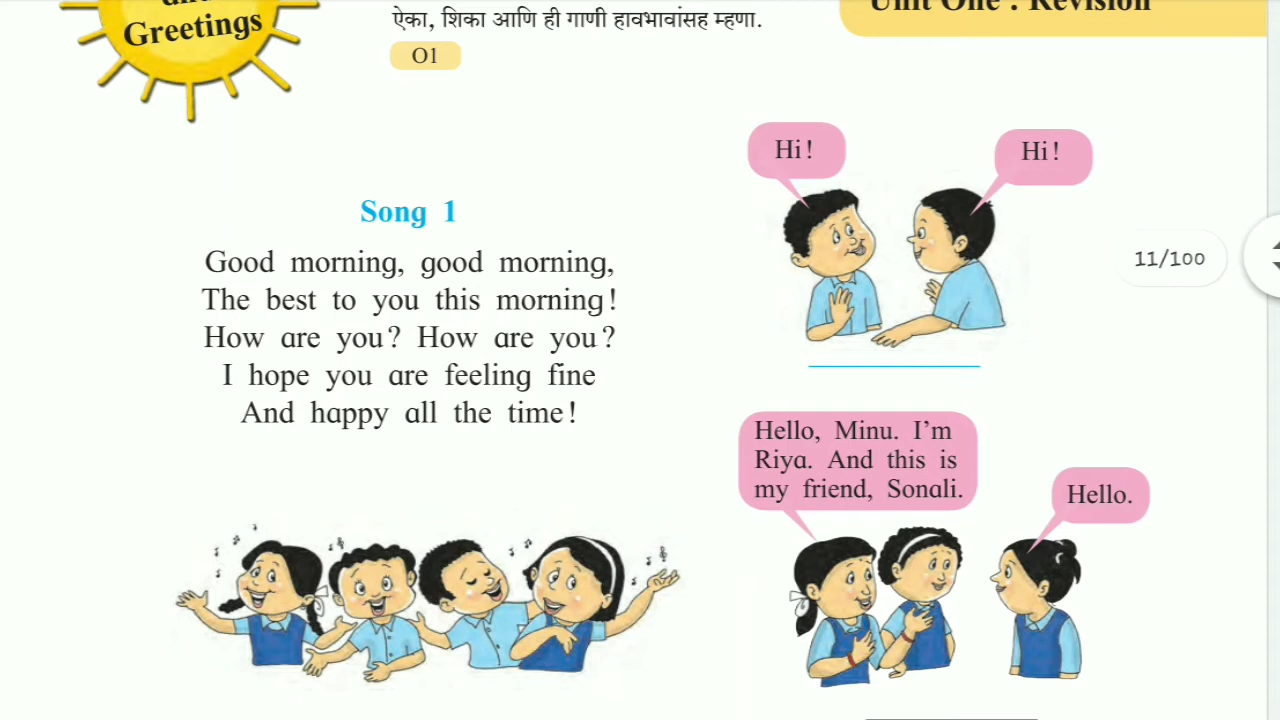 and
Greetings
ऐका, शिका आणि ही गाणी हावभावांसह म्हणा.
O1
Unit One : Revision
Song 1
Good morning, good morning,
The best to you this morning!
How are you? How are you?
I hope you are feeling fine
And happy all the time!
Hi!
Hi!
11/100
Hello, Minu. I'm
Riya. And this is
my friend, Sonali.
Hello.